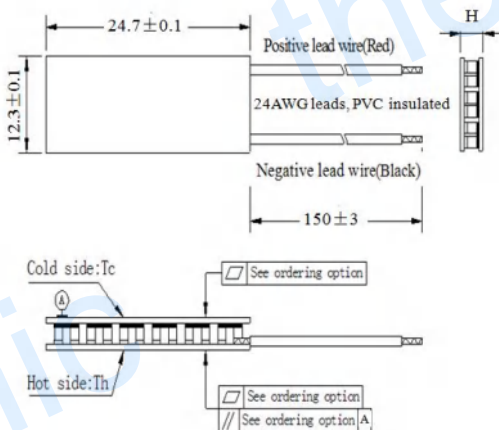 24.7±0.1
H
Positive lead wire(Red)
12.3±0.1
24AWG leads, PVC insulated
Negative lead wire(Black)
150±3
Cold side:Tc
See ordering option
A
Hot side:Th
See ordering option
// See ordering option A